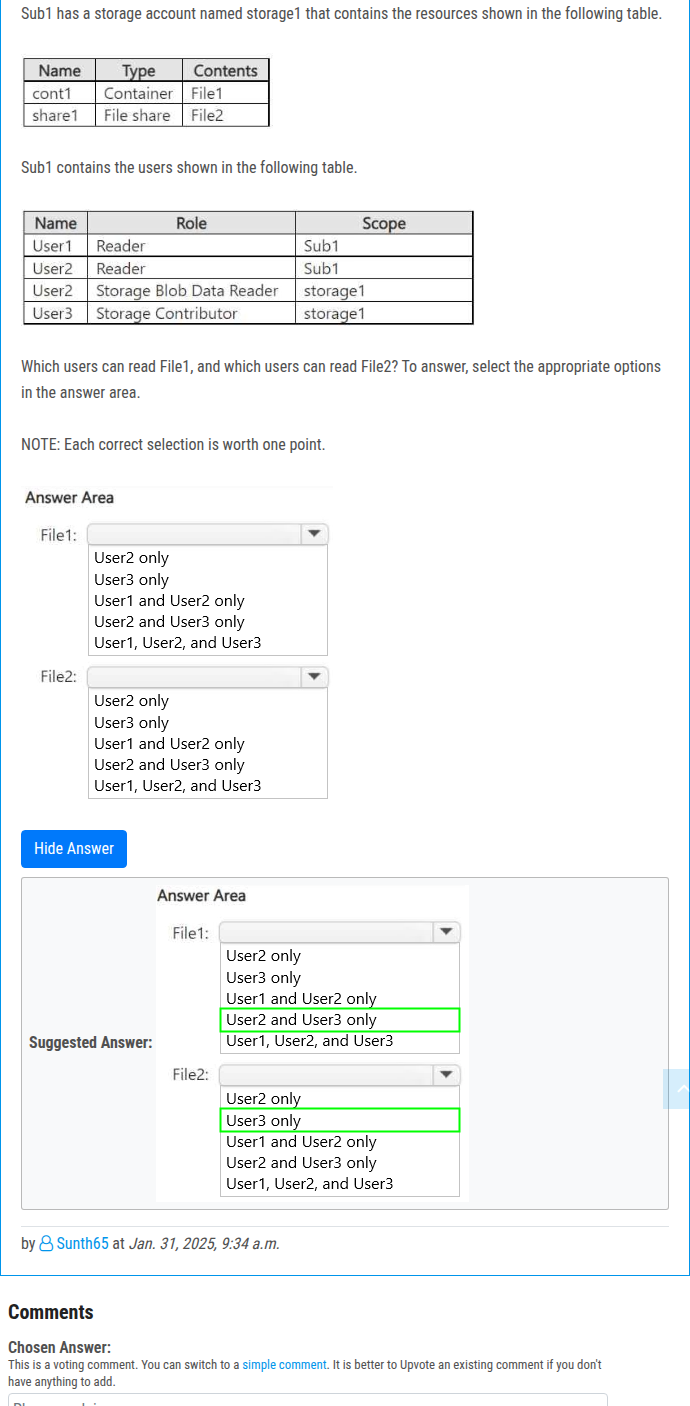 Sub1 has a storage account named storage1 that contains the resources shown in the following table.
Name Type Contents
cont1 Container File1
share1 File share File2
Sub1 contains the users shown in the following table.
Name Role Scope
User1 Reader Sub1
User2 Reader Sub1
User2 Storage Blob Data Reader storage1
User3 Storage Contributor storage1
Which users can read File1, and which users can read File2? To answer, select the appropriate options
in the answer area.
NOTE: Each correct selection is worth one point.
Answer Area
File1:
User2 only
User3 only
User1 and User2 only
User2 and User3 only
User1, User2, and User3
File2:
User2 only
User3 only
User1 and User2 only
User2 and User3 only
User1, User2, and User3
Hide Answer
Suggested Answer:
Answer Area
File1:
User2 only
User3 only
User1 and User2 only
User2 and User3 only
User1, User2, and User3
File2:
User2 only
User3 only
User1 and User2 only
User2 and User3 only
User1, User2, and User3
by Sunth65 at Jan. 31, 2025, 9:34 a.m.
Comments
Chosen Answer:
This is a voting comment. You can switch to a simple comment. It is better to Upvote an existing comment if you don't
have anything to add.